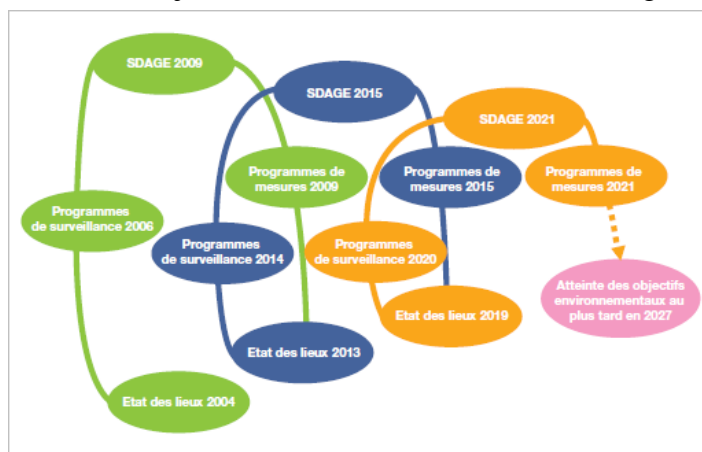 SDAGE 2009
SDAGE 2015
SDAGE 2021
Programmes de
mesures 2009
Programmes de
mesures 2015
Programmes de
mesures 2021
Programmes
de surveillance 2006
Programmes
de surveillance 2014
Programmes
de surveillance 2020
Atteinte des objectifs
environnementaux au
plus tard en 2027
Etat des lieux 2019
Etat des lieux 2013
Etat des lieux 2004